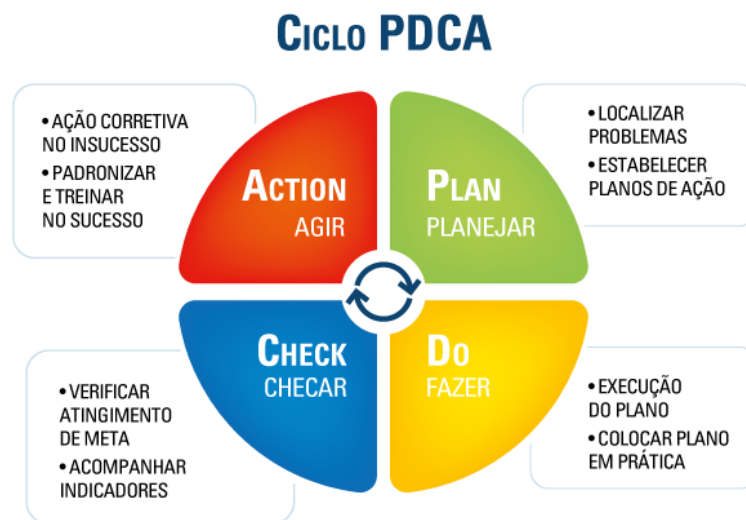 CICLO PDCA
• AÇÃO CORRETIVA
NO INSUCESSO
• PADRONIZAR
E TREINAR
NO SUCESSO
ACTION
AGIR
PLAN
PLANEJAR
• LOCALIZAR
PROBLEMAS
• ESTABELECER
PLANOS DE AÇÃO
• VERIFICAR
ATINGIMENTO
DE META
• ACOMPANHAR
INDICADORES
CHECK
CHECAR
DO
FAZER
• EXECUÇÃO
DO PLANO
• COLOCAR PLANO
EM PRÁTICA